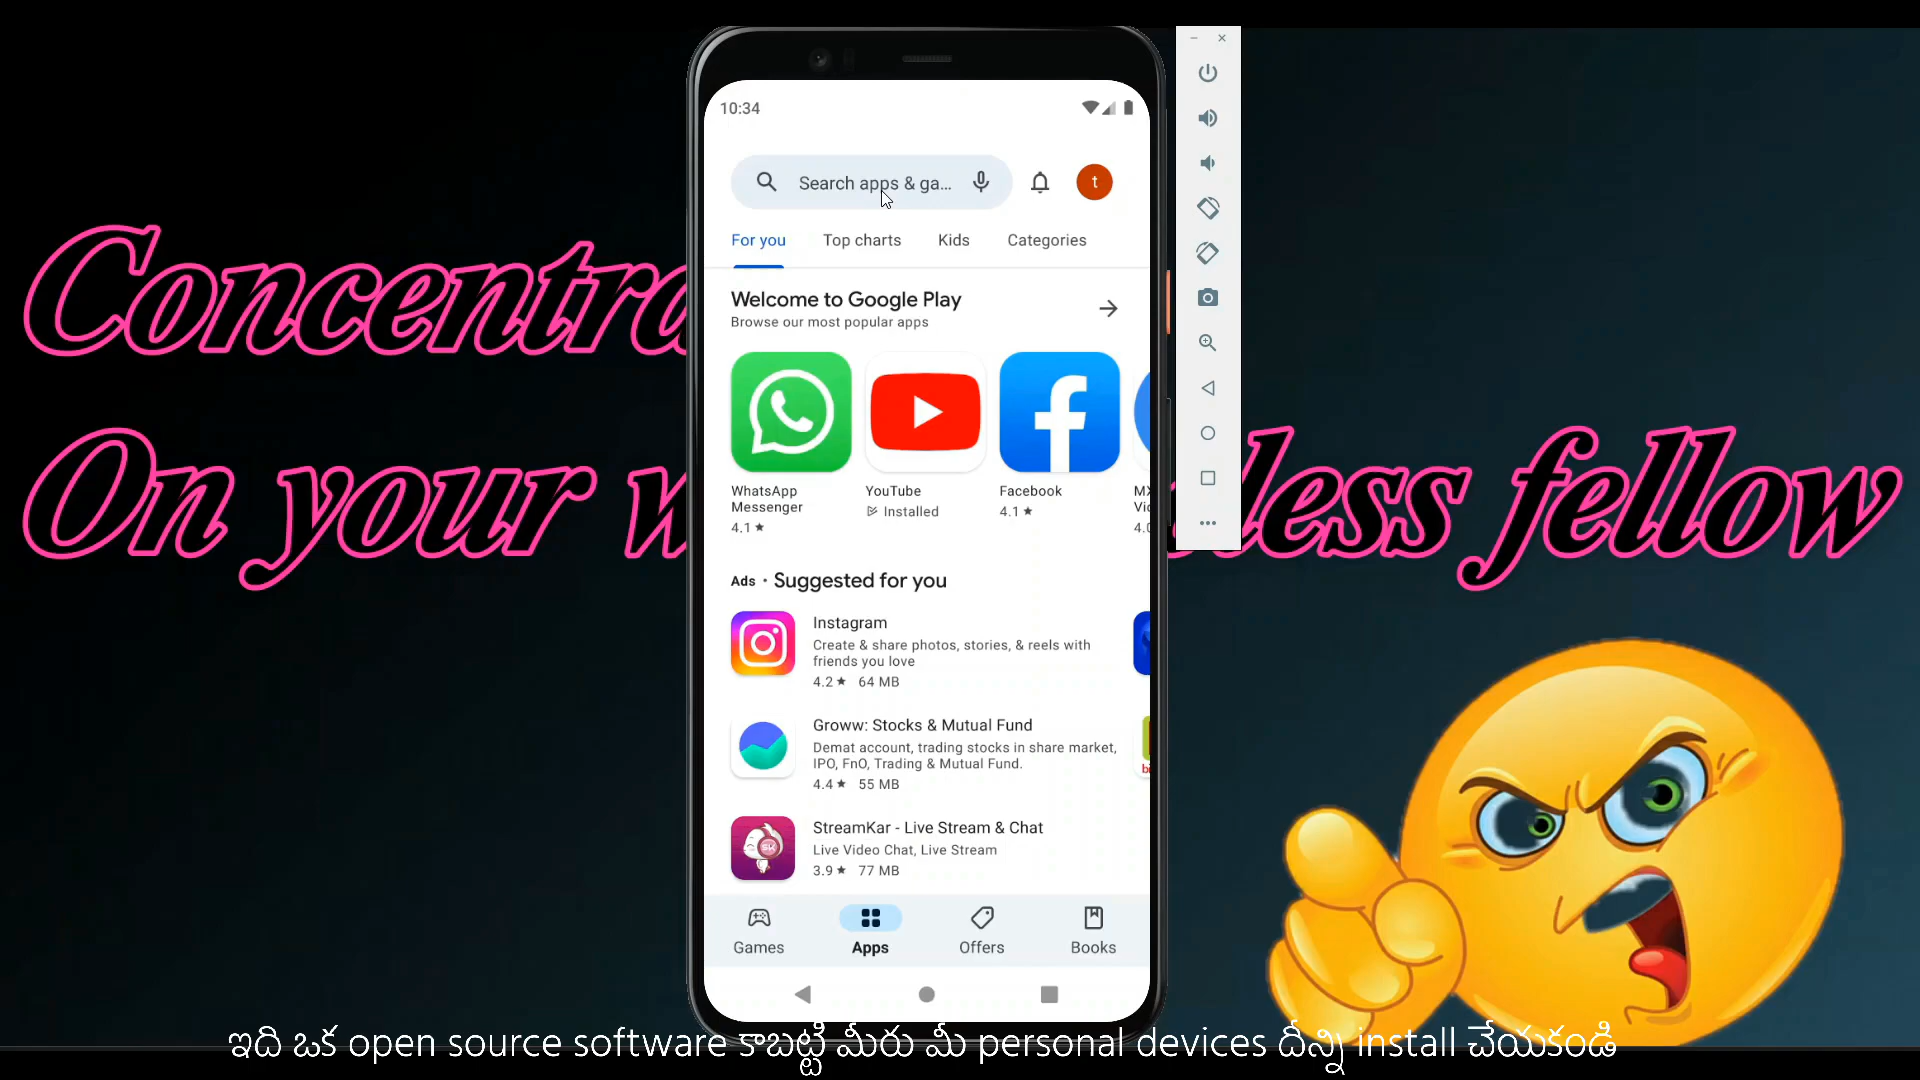 10:34
Search apps & ga...
t
For you Top charts Kids Categories
Welcome to Google Play
Browse our most popular apps
WhatsApp Messenger
4.1 ★
YouTube
Installed
Facebook
4.1 ★
Ads • Suggested for you
Instagram
Create & share photos, stories, & reels with
friends you love
4.2 ★ 64 MB
Groww: Stocks & Mutual Fund
Demat account, trading stocks in share market,
IPO, FnO, Trading & Mutual Fund.
4.4 ★ 55 MB
StreamKar - Live Stream & Chat
Live Video Chat, Live Stream
3.9 ★ 77 MB
Games Apps Offers Books
On your
fellow
ఇది ఒక open source software కాబట్టి మీరు మీ personal devices దీన్ని install చేయకండి